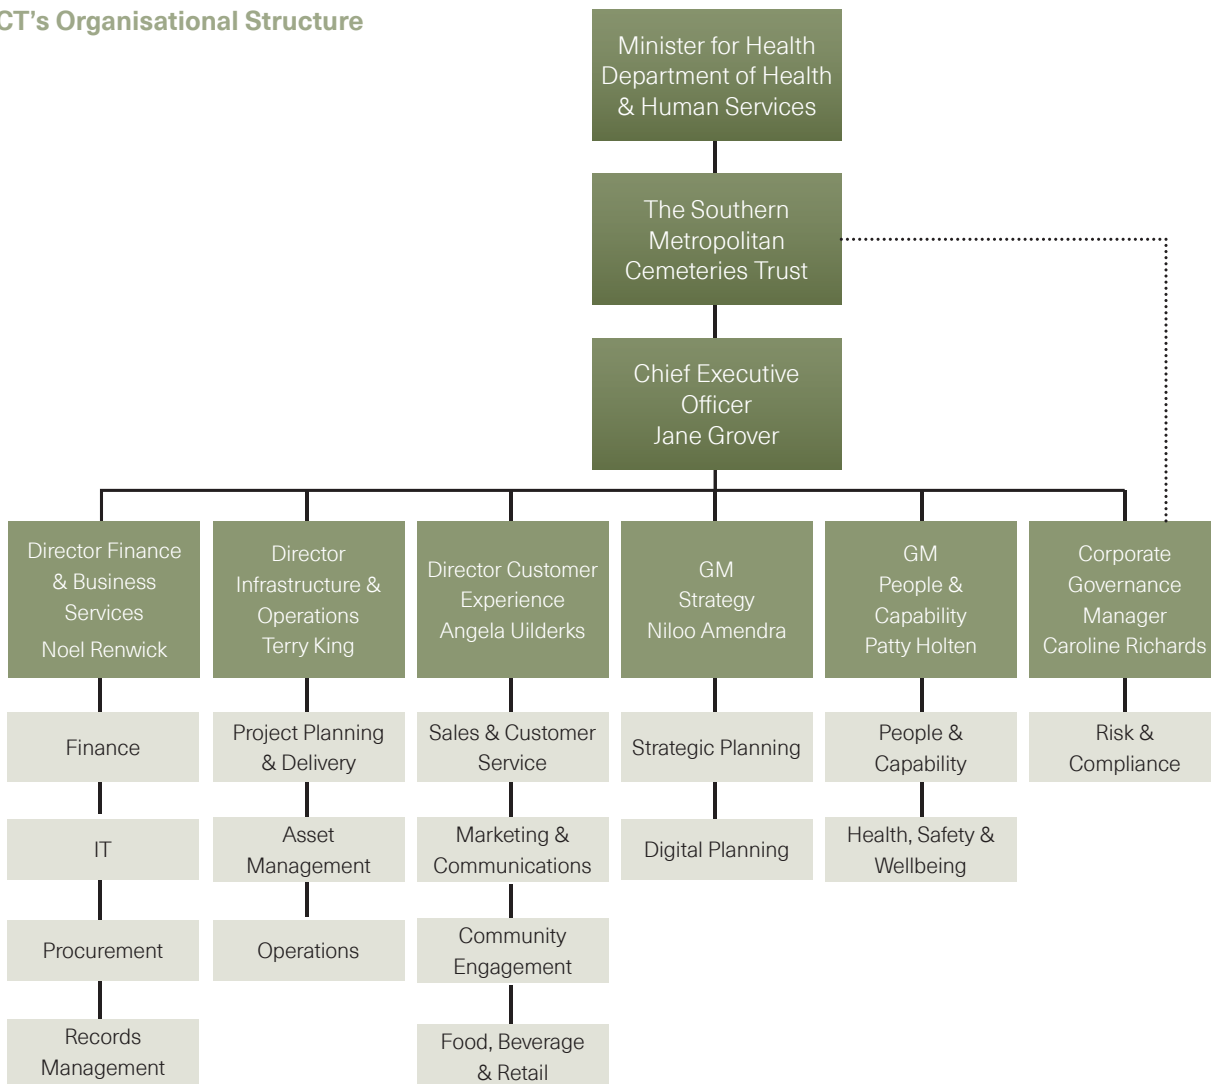 CT's Organisational Structure
Minister for Health
Department of Health
& Human Services
The Southern
Metropolitan
Cemeteries Trust
Chief Executive
Officer
Jane Grover
Director Finance
& Business
Services
Noel Renwick
Director
Infrastructure &
Operations
Terry King
Director Customer
Experience
Angela Uilderks
GM
Strategy
Niloo Amendra
GM
People &
Capability
Patty Holten
Corporate
Governance
Manager
Caroline Richards
Finance
Project Planning
& Delivery
Sales & Customer
Service
Strategic Planning
People &
Capability
Risk &
Compliance
IT
Asset
Management
Marketing &
Communications
Digital Planning
Health, Safety &
Wellbeing
Procurement
Operations
Community
Engagement
Records
Management
Food, Beverage
& Retail